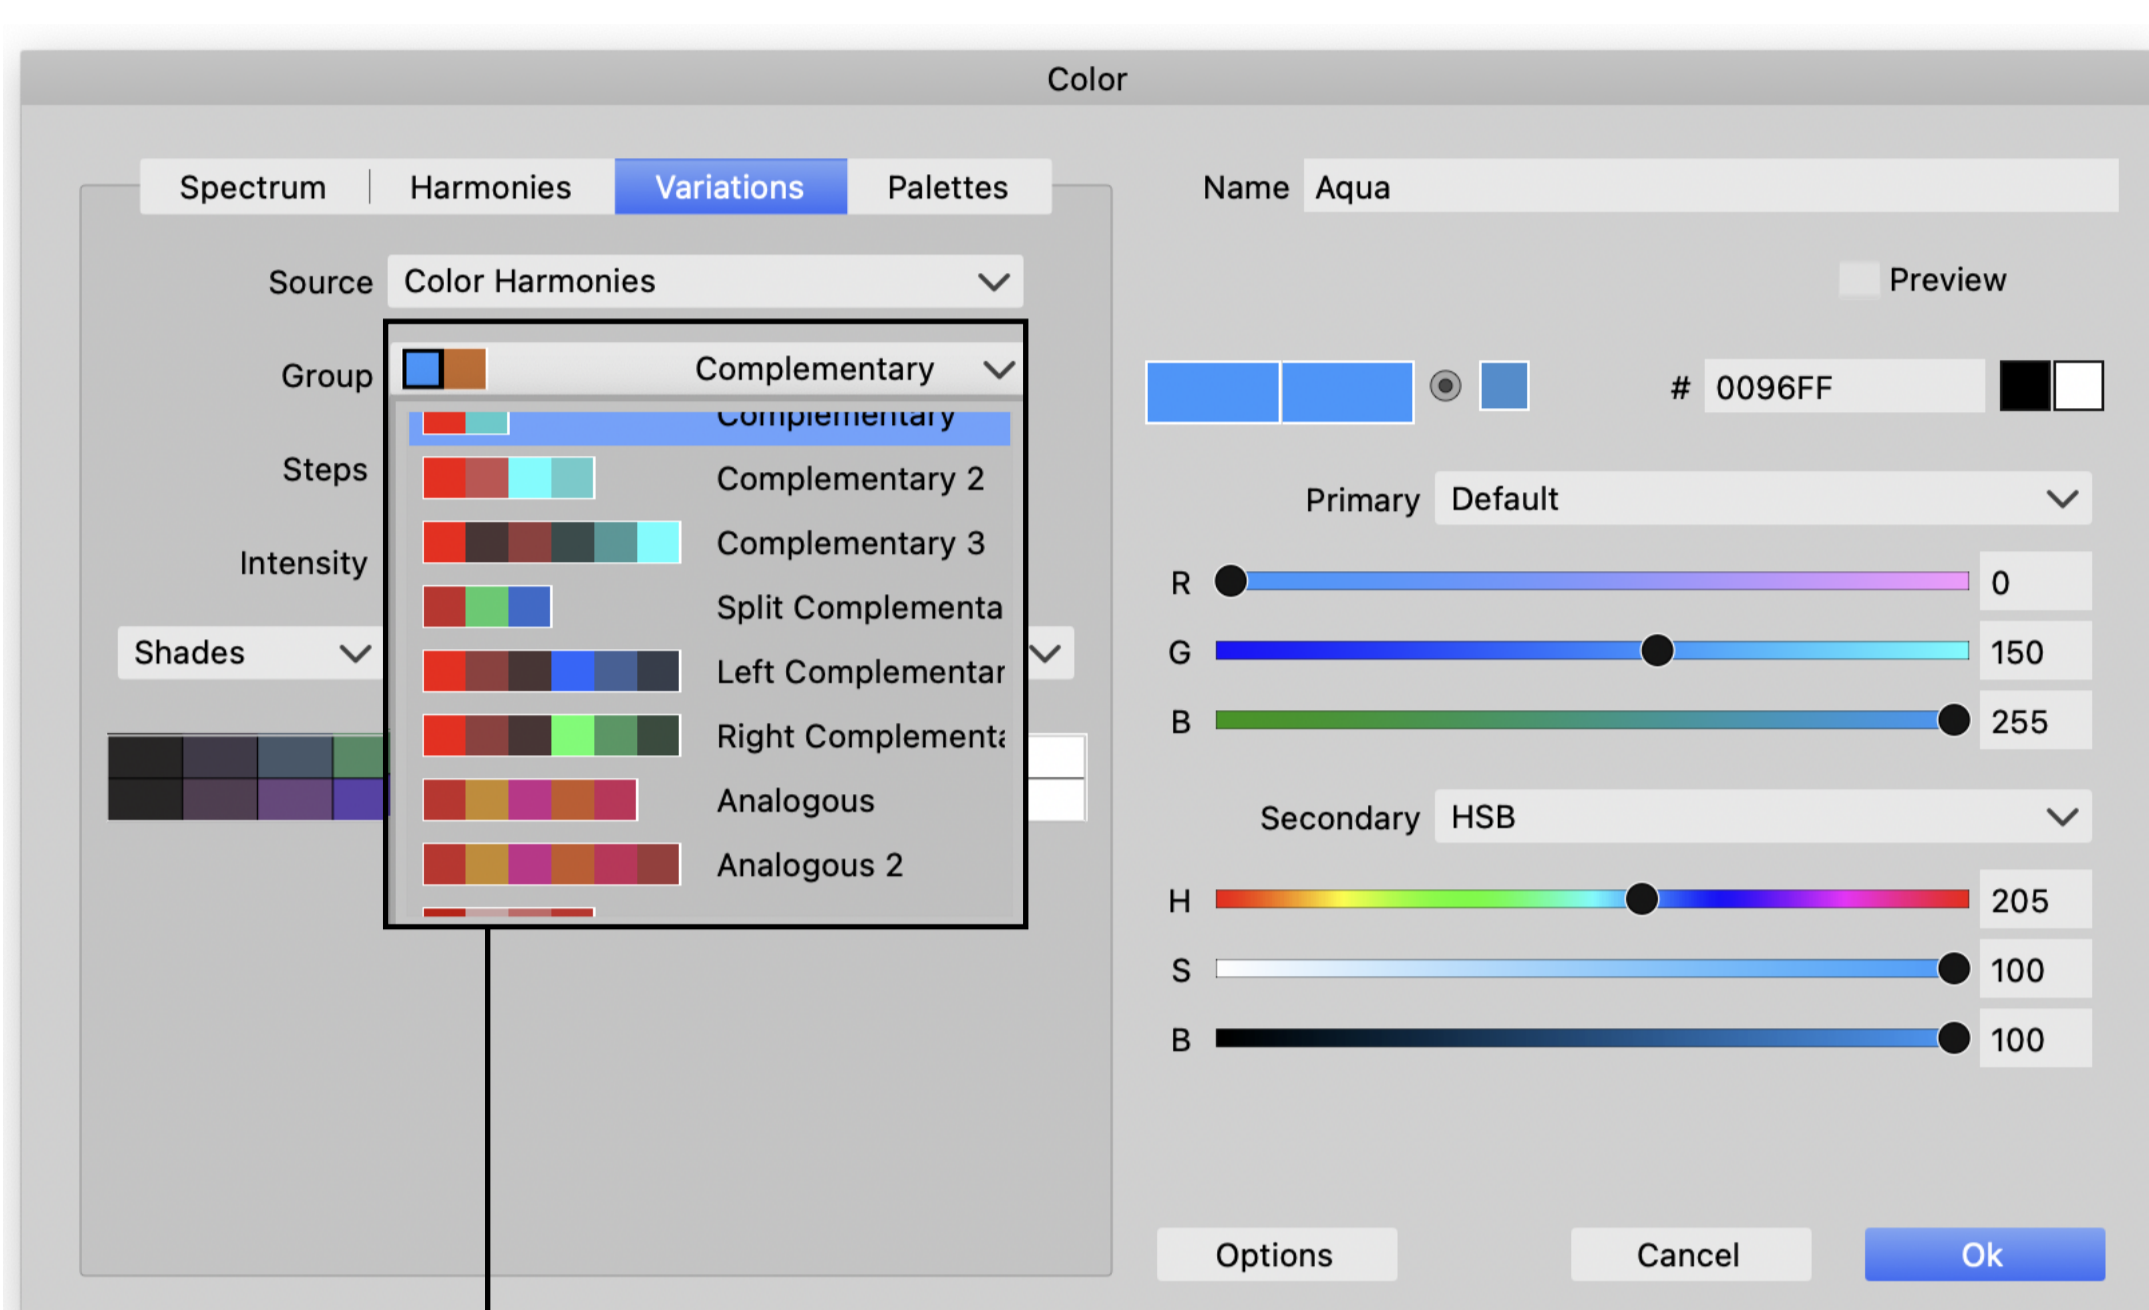 Color
Spectrum
Harmonies
Variations
Palettes
Source
Color Harmonies
Group
Complementary
Complementary
Complementary 2
Steps
Complementary 3
Intensity
Split Complementa
Shades
Left Complementar
Right Complementa
Analogous
Analogous 2
Name
Aqua
Preview
# 0096FF
Primary
Default
R 0
G 150
B 255
Secondary
HSB
H 205
S 100
B 100
Options
Cancel
Ok